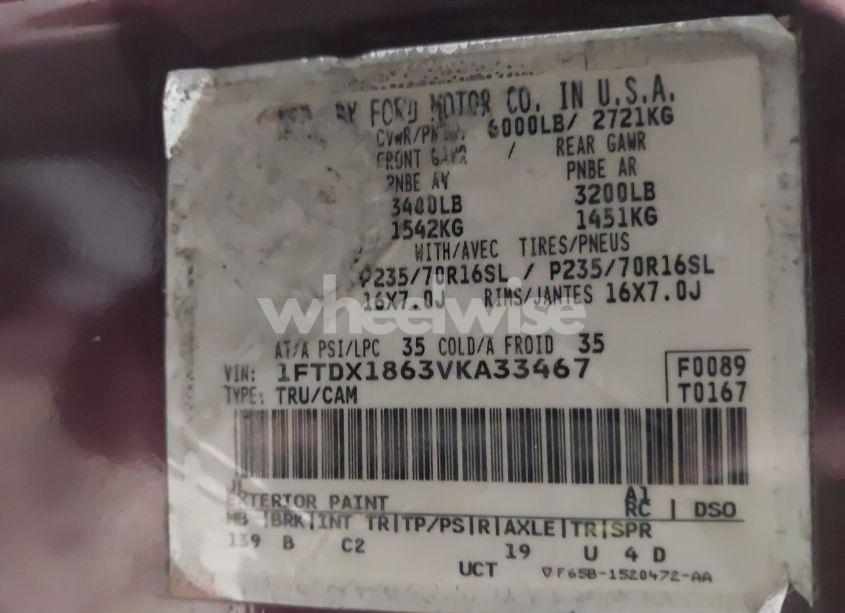 BY FORD MOTOR CO. IN U.S.A.
6000LB/ 2721KG
FRONT GAWR / REAR GAWR
PNBE AV PNBE AR
3400LB 3200LB
1542KG 1451KG
WITH/AVEC TIRES/PNEUS
P235/70R16SL / P235/70R16SL
16X7.0J RIMS/JANTES 16X7.0J
wheelwise
AT/A PSI/LPC 35 COLD/A FROID 35
VIN: 1FTDX1863VKA33467 F0089
TYPE: TRU/CAM T0167
EXTERIOR PAINT RC | DSO
WB |BRK|INT TR|TP/PS|R|AXLE|TR|SPR
139 B C2 19 U 4 D
UCT ▽F65B-1520472-AA